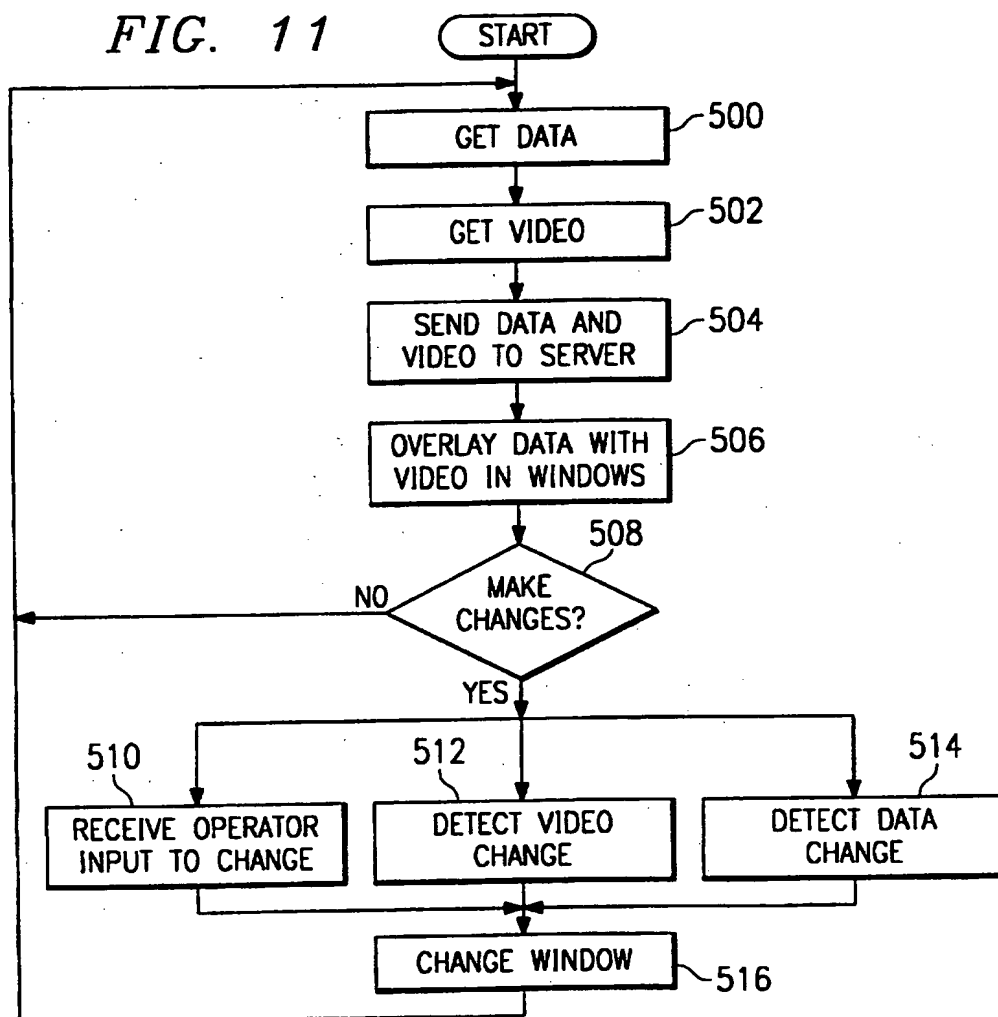 FIG. 11
START
GET DATA
500
GET VIDEO
502
SEND DATA AND
VIDEO TO SERVER
504
OVERLAY DATA WITH
VIDEO IN WINDOWS
506
508
MAKE
CHANGES?
NO
YES
510
RECEIVE OPERATOR
INPUT TO CHANGE
512
DETECT VIDEO
CHANGE
514
DETECT DATA
CHANGE
CHANGE WINDOW
516